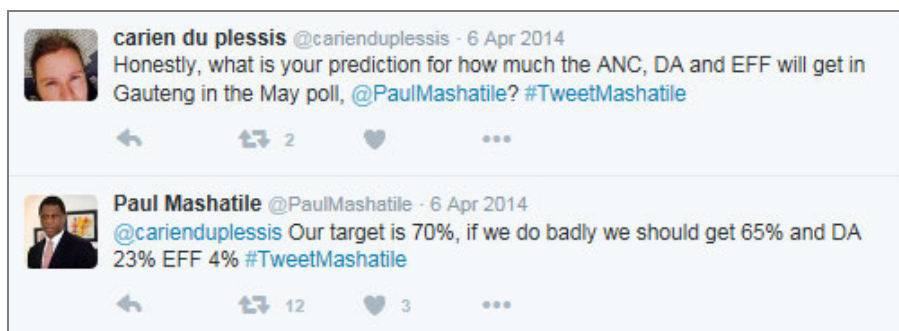 carien du plessis @carienduplessis · 6 Apr 2014
Honestly, what is your prediction for how much the ANC, DA and EFF will get in
Gauteng in the May poll, @PaulMashatile? #TweetMashatile
2
Paul Mashatile @PaulMashatile · 6 Apr 2014
@carienduplessis Our target is 70%, if we do badly we should get 65% and DA
23% EFF 4% #TweetMashatile
12 3